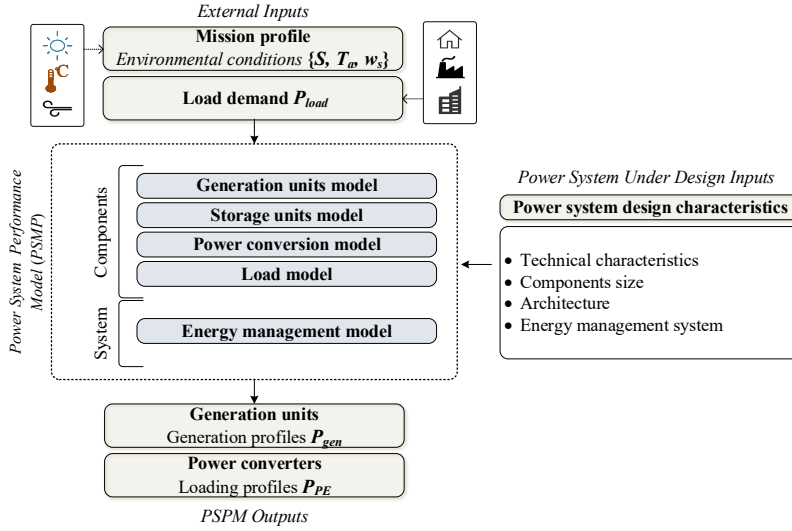 External Inputs
Mission profile
Environmental conditions {S, Tₐ, wₛ}
°C
Load demand P_load
Power System Performance
Model (PSMP)
Components
Generation units model
Storage units model
Power conversion model
Load model
System
Energy management model
Power System Under Design Inputs
Power system design characteristics
• Technical characteristics
• Components size
• Architecture
• Energy management system
Generation units
Generation profiles P_gen
Power converters
Loading profiles P_PE
PSPM Outputs